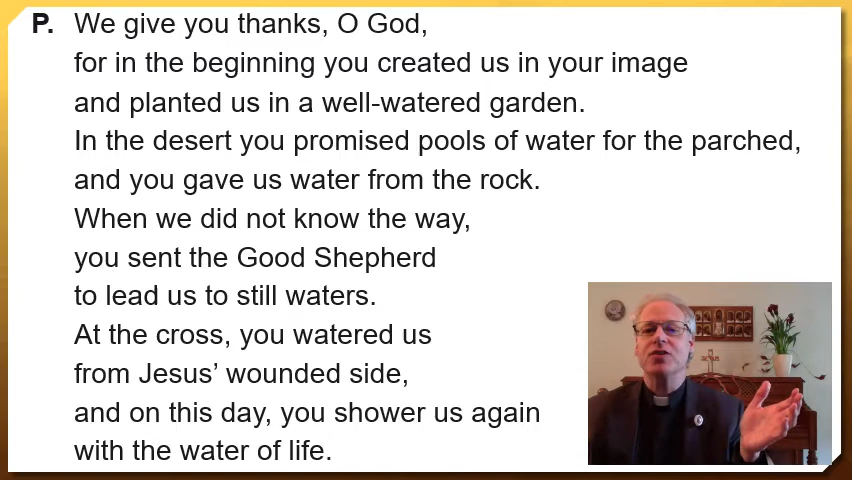 P. We give you thanks, O God,
for in the beginning you created us in your image
and planted us in a well-watered garden.
In the desert you promised pools of water for the parched,
and you gave us water from the rock.
When we did not know the way,
you sent the Good Shepherd
to lead us to still waters.
At the cross, you watered us
from Jesus’ wounded side,
and on this day, you shower us again
with the water of life.